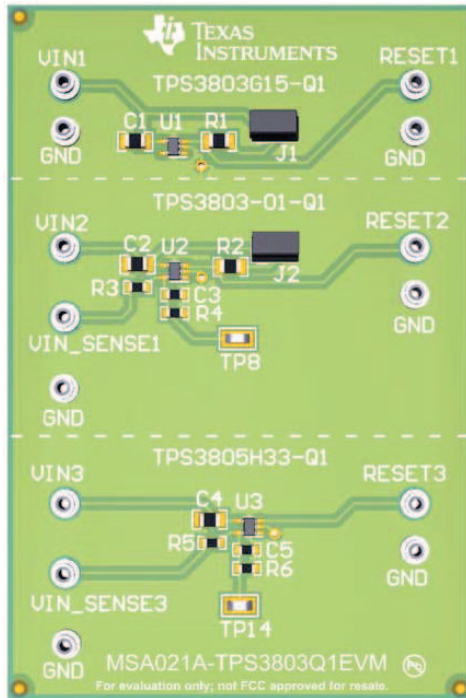 TEXAS
INSTRUMENTS
VIN1
RESET1
TPS3803G15-Q1
C1
U1
R1
J1
GND
GND
TPS3803-01-Q1
VIN2
RESET2
C2
U2
R2
J2
R3
C3
R4
VIN_SENSE1
GND
TP8
GND
TPS3805H33-Q1
VIN3
RESET3
C4
U3
R5
C5
R6
GND
VIN_SENSE3
TP14
GND
MSA021A-TPS3803Q1EVM
Pb
For evaluation only; not FCC approved for resale.